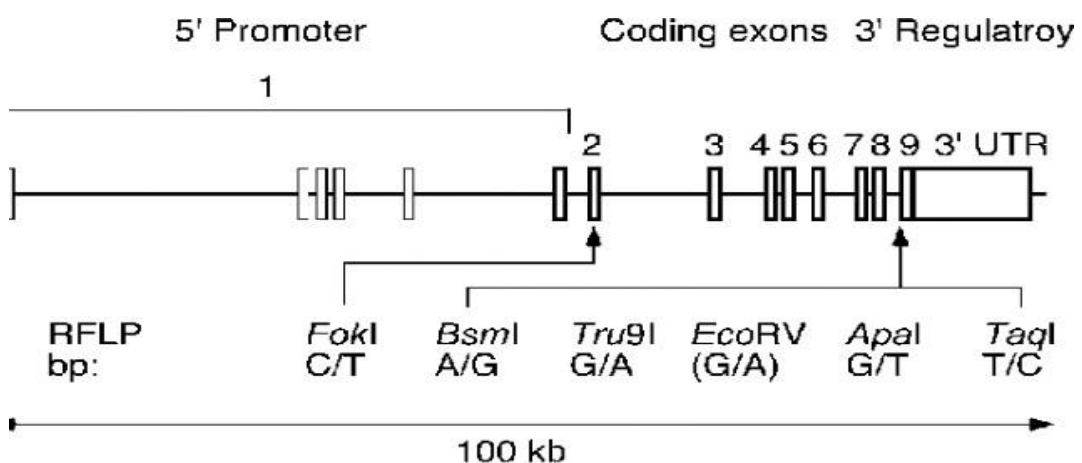 5' Promoter Coding exons 3' Regulatroy
1
2 3 4 5 6 7 8 9 3' UTR
RFLP FokI BsmI Tru9I EcoRV ApaI TaqI
bp: C/T A/G G/A (G/A) G/T T/C
100 kb